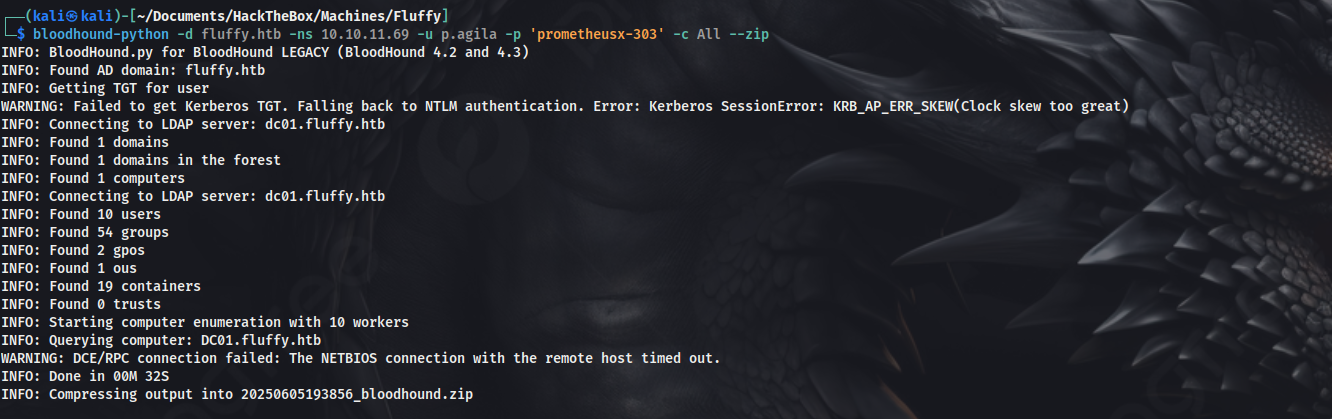 ┌──(kali㉿kali)-[~/Documents/HackTheBox/Machines/Fluffy]
└─$ bloodhound-python -d fluffy.htb -ns 10.10.11.69 -u p.agila -p 'prometheusx-303' -c All --zip
INFO: BloodHound.py for BloodHound LEGACY (BloodHound 4.2 and 4.3)
INFO: Found AD domain: fluffy.htb
INFO: Getting TGT for user
WARNING: Failed to get Kerberos TGT. Falling back to NTLM authentication. Error: Kerberos SessionError: KRB_AP_ERR_SKEW(Clock skew too great)
INFO: Connecting to LDAP server: dc01.fluffy.htb
INFO: Found 1 domains
INFO: Found 1 domains in the forest
INFO: Found 1 computers
INFO: Connecting to LDAP server: dc01.fluffy.htb
INFO: Found 10 users
INFO: Found 54 groups
INFO: Found 2 gpos
INFO: Found 1 ous
INFO: Found 19 containers
INFO: Found 0 trusts
INFO: Starting computer enumeration with 10 workers
INFO: Querying computer: DC01.fluffy.htb
WARNING: DCE/RPC connection failed: The NETBIOS connection with the remote host timed out.
INFO: Done in 00M 32S
INFO: Compressing output into 20250605193856_bloodhound.zip